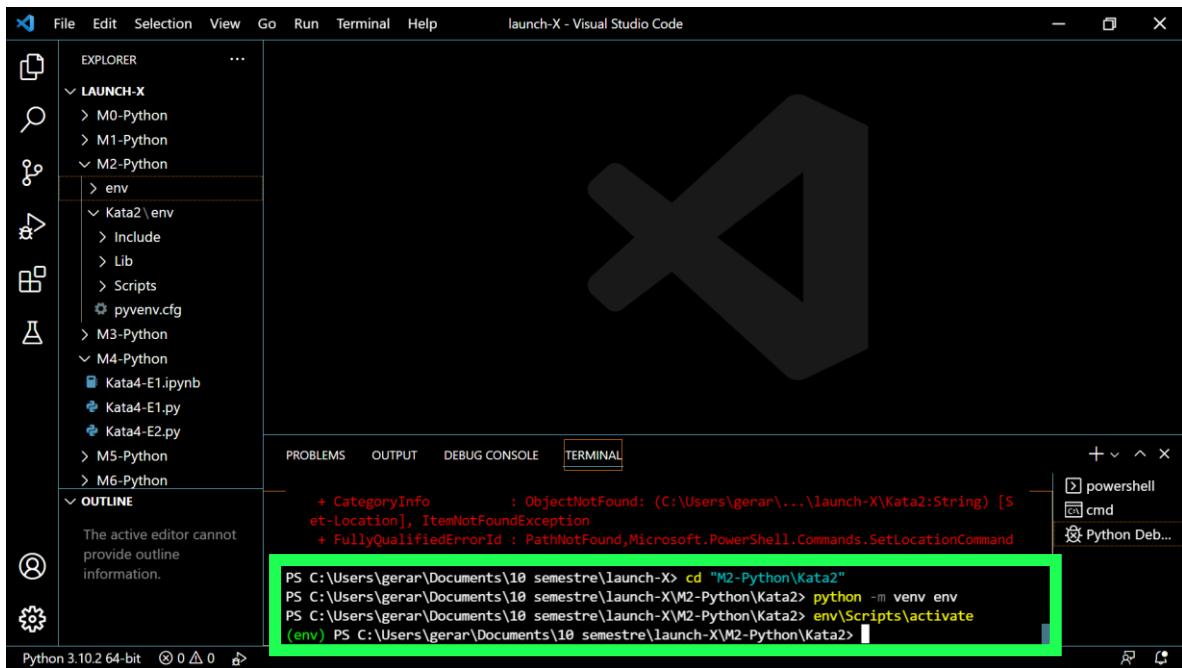 File Edit Selection View Go Run Terminal Help launch-X - Visual Studio Code
EXPLORER ...
LAUNCH-X
M0-Python
M1-Python
M2-Python
env
Kata2\env
Include
Lib
Scripts
pyvenv.cfg
M3-Python
M4-Python
Kata4-E1.ipynb
Kata4-E1.py
Kata4-E2.py
M5-Python
M6-Python
OUTLINE
The active editor cannot
provide outline
information.
PROBLEMS OUTPUT DEBUG CONSOLE TERMINAL
+ CategoryInfo : ObjectNotFound: (C:\Users\gerar\...\launch-X\Kata2:String) [S
et-Location], ItemNotFoundException
+ FullyQualifiedErrorId : PathNotFound,Microsoft.PowerShell.Commands.SetLocationCommand
PS C:\Users\gerar\Documents\10 semestre\launch-X> cd "M2-Python\Kata2"
PS C:\Users\gerar\Documents\10 semestre\launch-X\M2-Python\Kata2> python -m venv env
PS C:\Users\gerar\Documents\10 semestre\launch-X\M2-Python\Kata2> env\Scripts\activate
(env) PS C:\Users\gerar\Documents\10 semestre\launch-X\M2-Python\Kata2>
powershell
cmd
Python Deb...
Python 3.10.2 64-bit 0 0